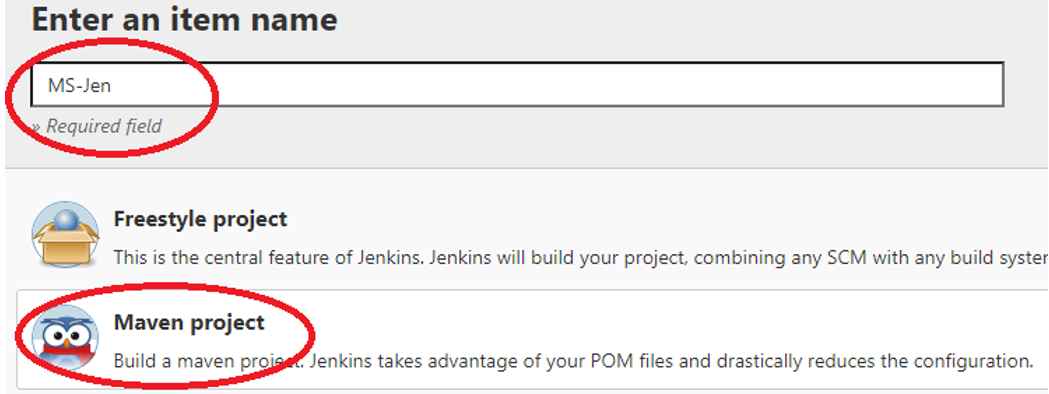 Enter an item name
MS-Jen
» Required field
Freestyle project
This is the central feature of Jenkins. Jenkins will build your project, combining any SCM with any build syster
Maven project
Build a maven project. Jenkins takes advantage of your POM files and drastically reduces the configuration.